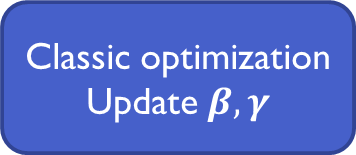 Classic optimization
Update β, γ